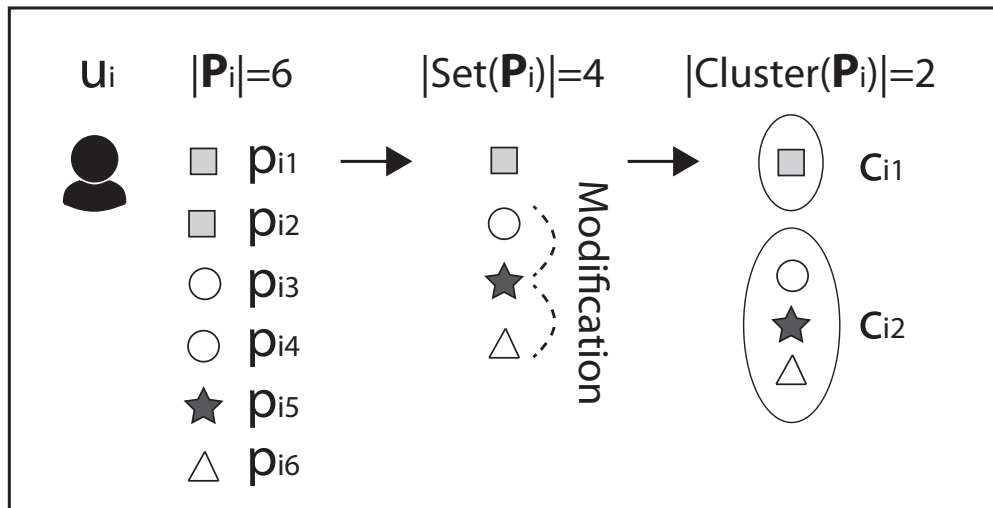 ui |Pi|=6 |Set(Pi)|=4 |Cluster(Pi)|=2
pi1 ci1
pi2
pi3
pi4 ci2
pi5
pi6
Modification